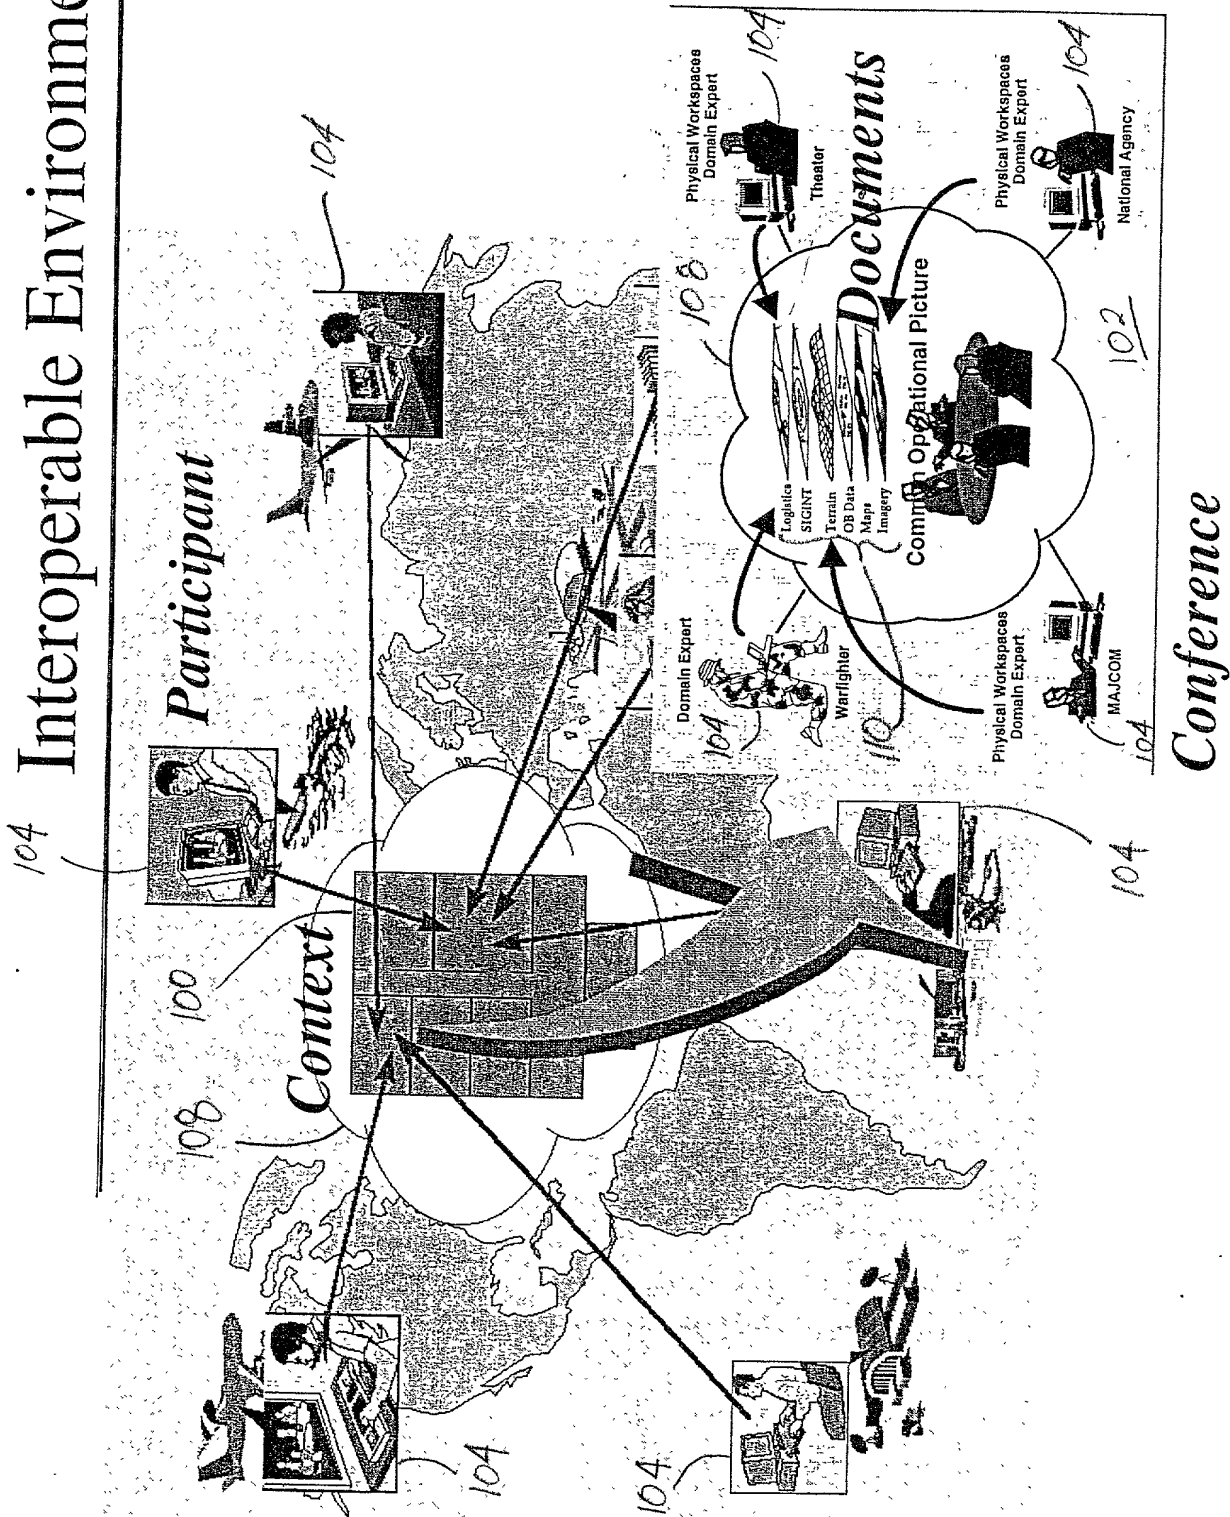 Interoperable Environme
104
Participant
104
100
108
Context
104
104
104
108
Domain Expert
104
Warfighter
Physical Workspaces
Domain Expert
Theater
104
Logistics
SIGINT
Terrain
OB Data
Maps
Imagery
Documents
Common Operational Picture
110
Physical Workspaces
Domain Expert
MAJCOM
104
Physical Workspaces
Domain Expert
National Agency
104
102
Conference